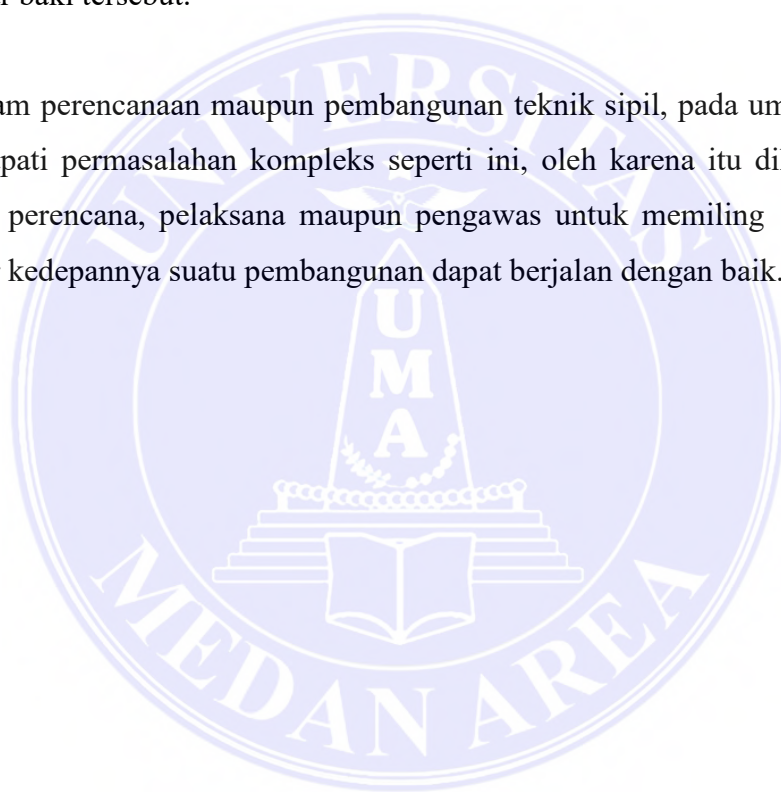 baki tersebut.
am perencanaan maupun pembangunan teknik sipil, pada um
pati permasalahan kompleks seperti ini, oleh karena itu di
perencana, pelaksana maupun pengawas untuk memiling
kedepannya suatu pembangunan dapat berjalan dengan baik.
UNIVERSITAS
U
M
A
MEDAN AREA